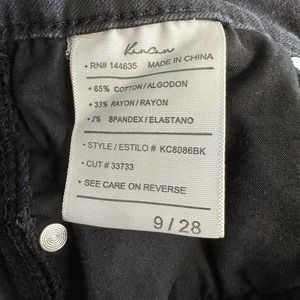 KanCan
• RN# 144635 MADE IN CHINA
• 65% COTTON/ALGODON
• 33% RAYON/RAYON
• 2% SPANDEX/ELASTANO
• STYLE / ESTILO # KC8086BK
• CUT # 33733
• SEE CARE ON REVERSE
9 / 28